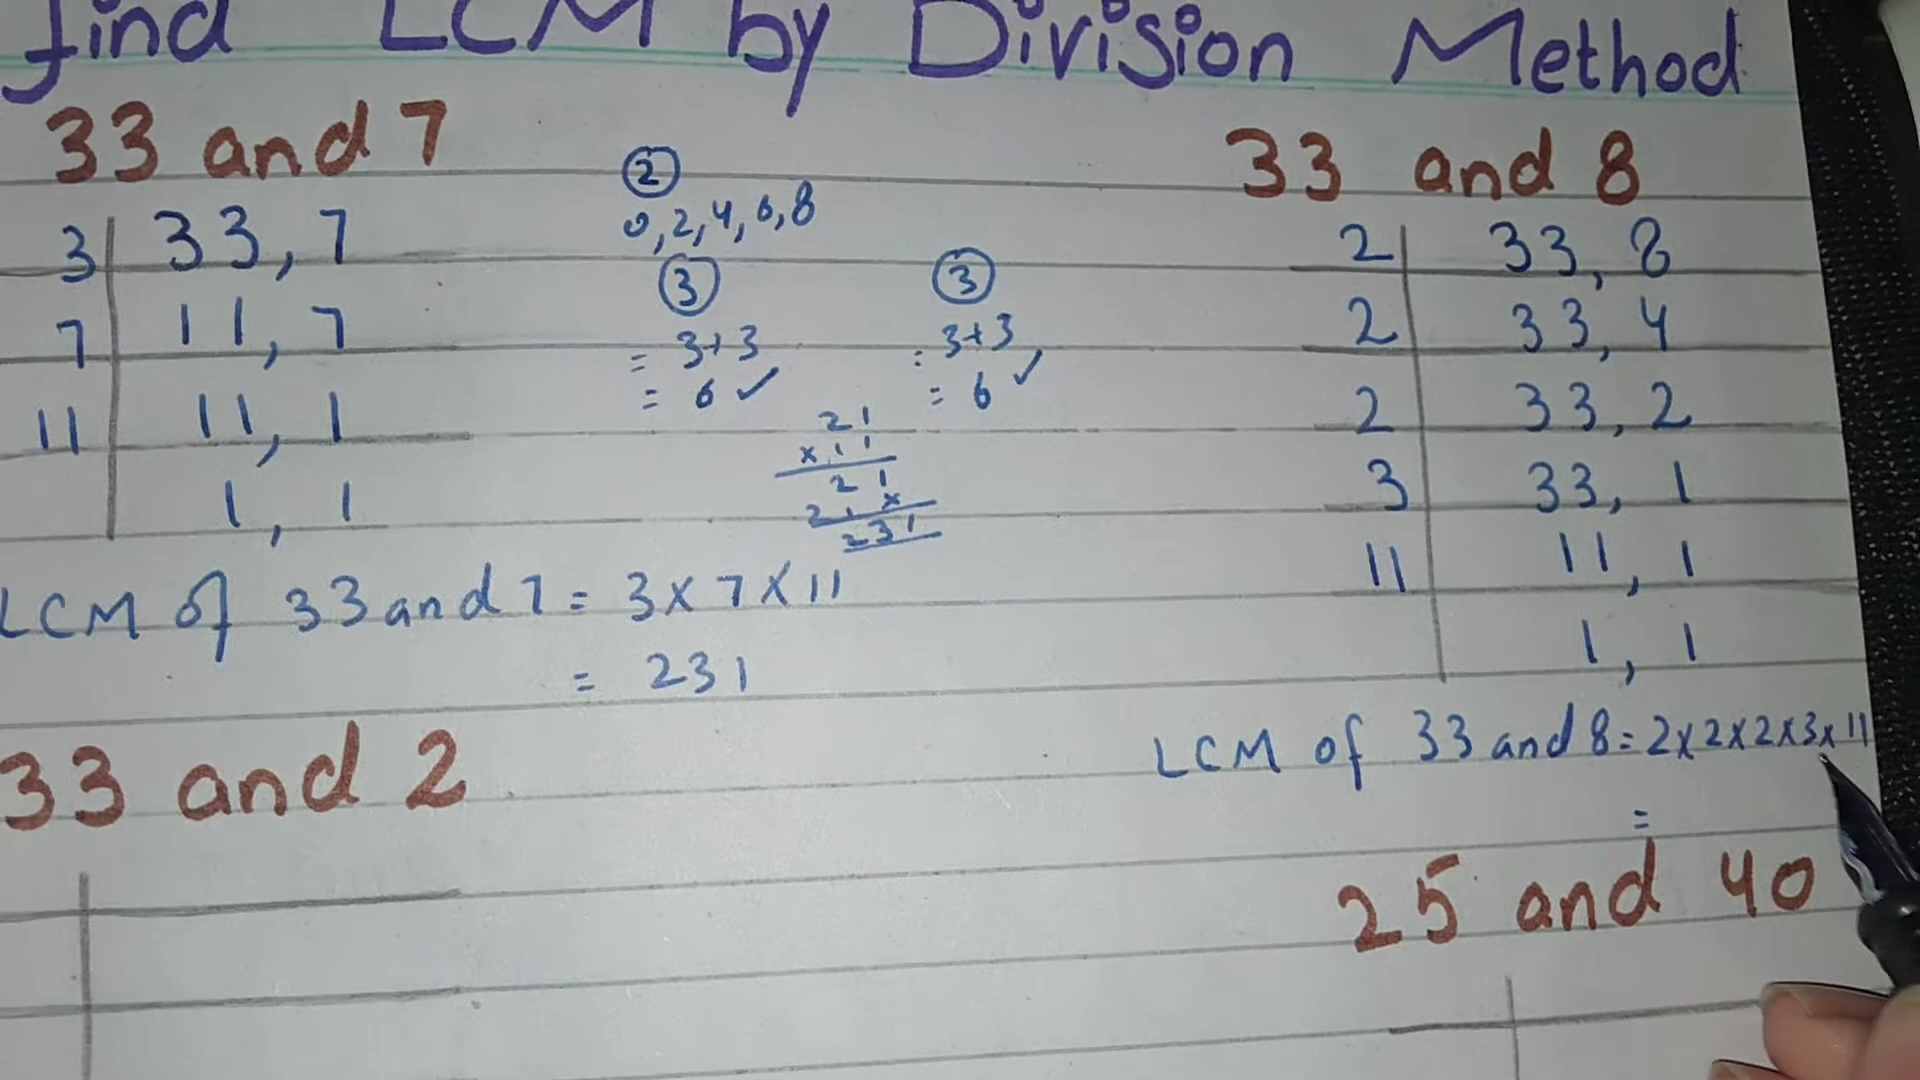 find LCM by Division Method
33 and 7
3 | 33, 7
7 | 11, 7
11 | 11, 1
1, 1
LCM of 33 and 7 = 3 x 7 x 11
= 231
②
0, 2, 4, 6, 8
③
= 3+3
= 6 ✓
③
: 3+3
= 6 ✓
21
x 11
21
21 x
231
33 and 8
2 | 33, 8
2 | 33, 4
2 | 33, 2
3 | 33, 1
11 | 11, 1
1, 1
LCM of 33 and 8 = 2 x 2 x 2 x 3 x 11
=
33 and 2
25 and 40